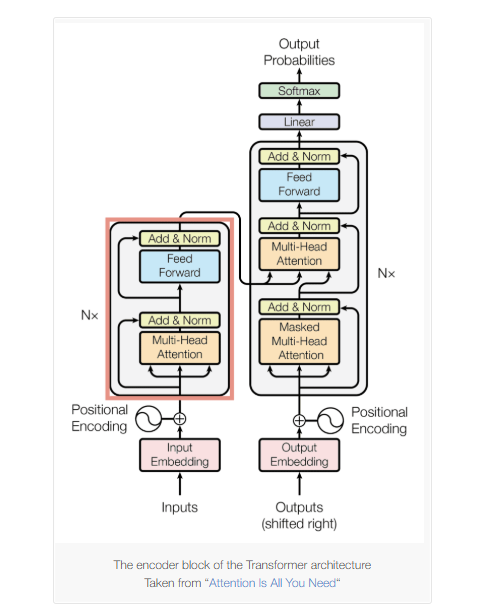 Output
Probabilities
Softmax
Linear
Add & Norm
Feed
Forward
Add & Norm
Multi-Head
Attention
Add & Norm
Masked
Multi-Head
Attention
N×
Add & Norm
Feed
Forward
Add & Norm
Multi-Head
Attention
N×
Positional
Encoding
Positional
Encoding
Input
Embedding
Output
Embedding
Inputs
Outputs
(shifted right)
The encoder block of the Transformer architecture
Taken from “Attention Is All You Need“